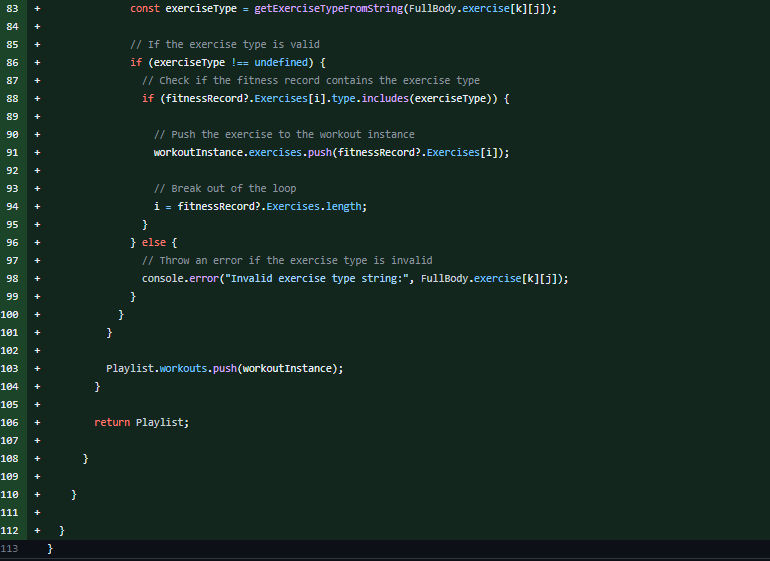 83 + const exerciseType = getExerciseTypeFromString(FullBody.exercise[k][j]);
84 +
85 + // If the exercise type is valid
86 + if (exerciseType !== undefined) {
87 + // Check if the fitness record contains the exercise type
88 + if (fitnessRecord?.Exercises[i].type.includes(exerciseType)) {
89 +
90 + // Push the exercise to the workout instance
91 + workoutInstance.exercises.push(fitnessRecord?.Exercises[i]);
92 +
93 + // Break out of the loop
94 + i = fitnessRecord?.Exercises.length;
95 + }
96 + } else {
97 + // Throw an error if the exercise type is invalid
98 + console.error("Invalid exercise type string:", FullBody.exercise[k][j]);
99 + }
100 + }
101 + }
102 +
103 + Playlist.workouts.push(workoutInstance);
104 + }
105 +
106 + return Playlist;
107 +
108 + }
109 +
110 + }
111 +
112 + }
113 }